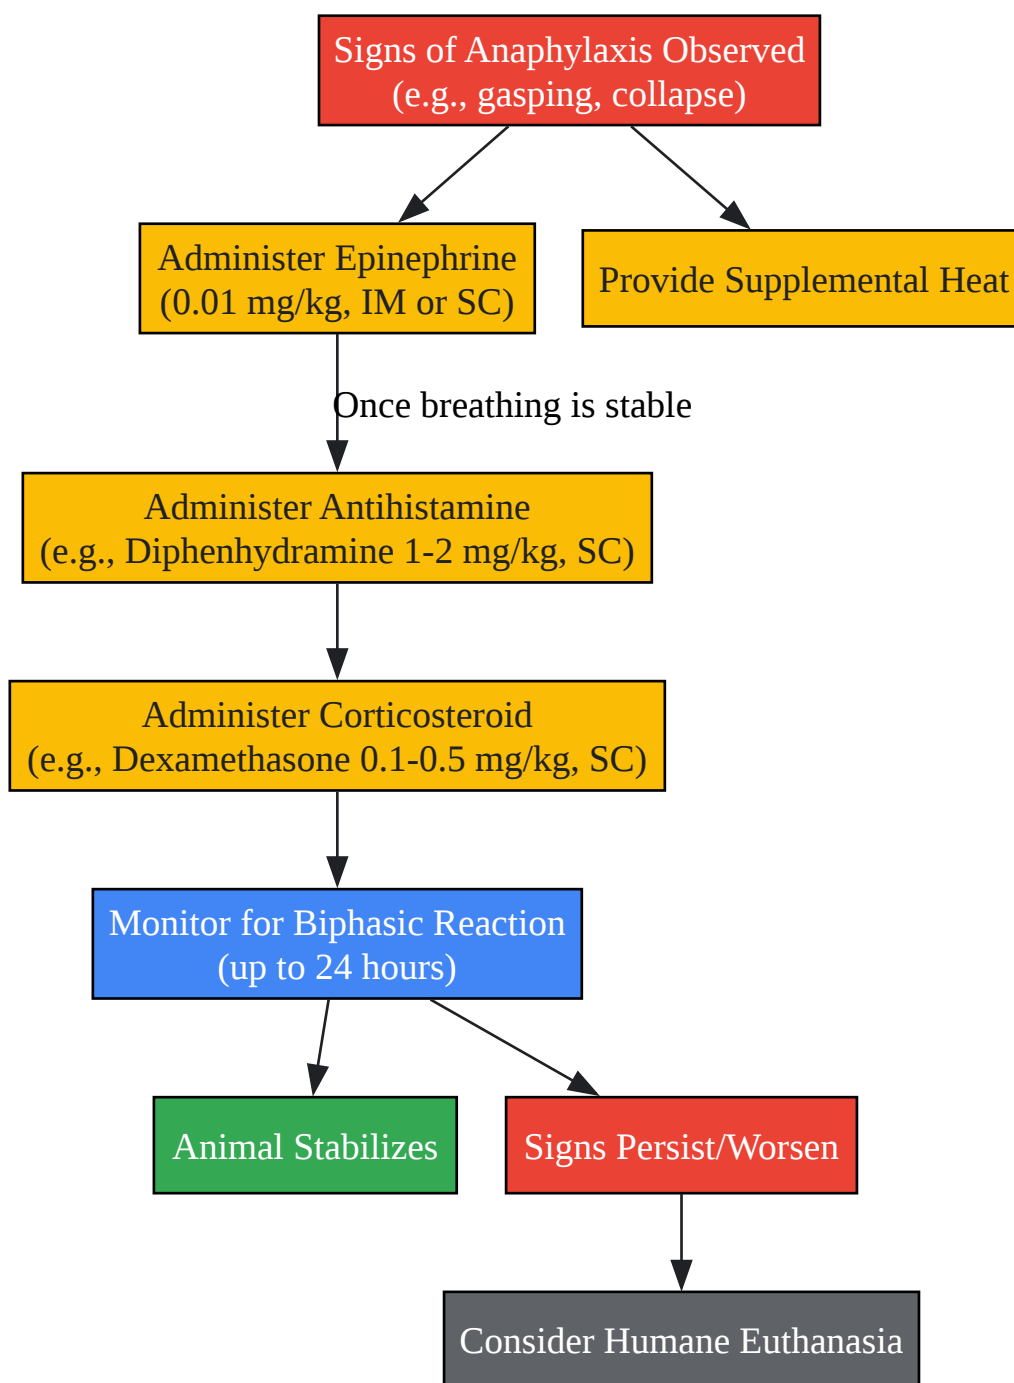 Signs of Anaphylaxis Observed
(e.g., gasping, collapse)
Administer Epinephrine
(0.01 mg/kg, IM or SC)
Provide Supplemental Heat
Once breathing is stable
Administer Antihistamine
(e.g., Diphenhydramine 1-2 mg/kg, SC)
Administer Corticosteroid
(e.g., Dexamethasone 0.1-0.5 mg/kg, SC)
Monitor for Biphasic Reaction
(up to 24 hours)
Animal Stabilizes
Signs Persist/Worsen
Consider Humane Euthanasia